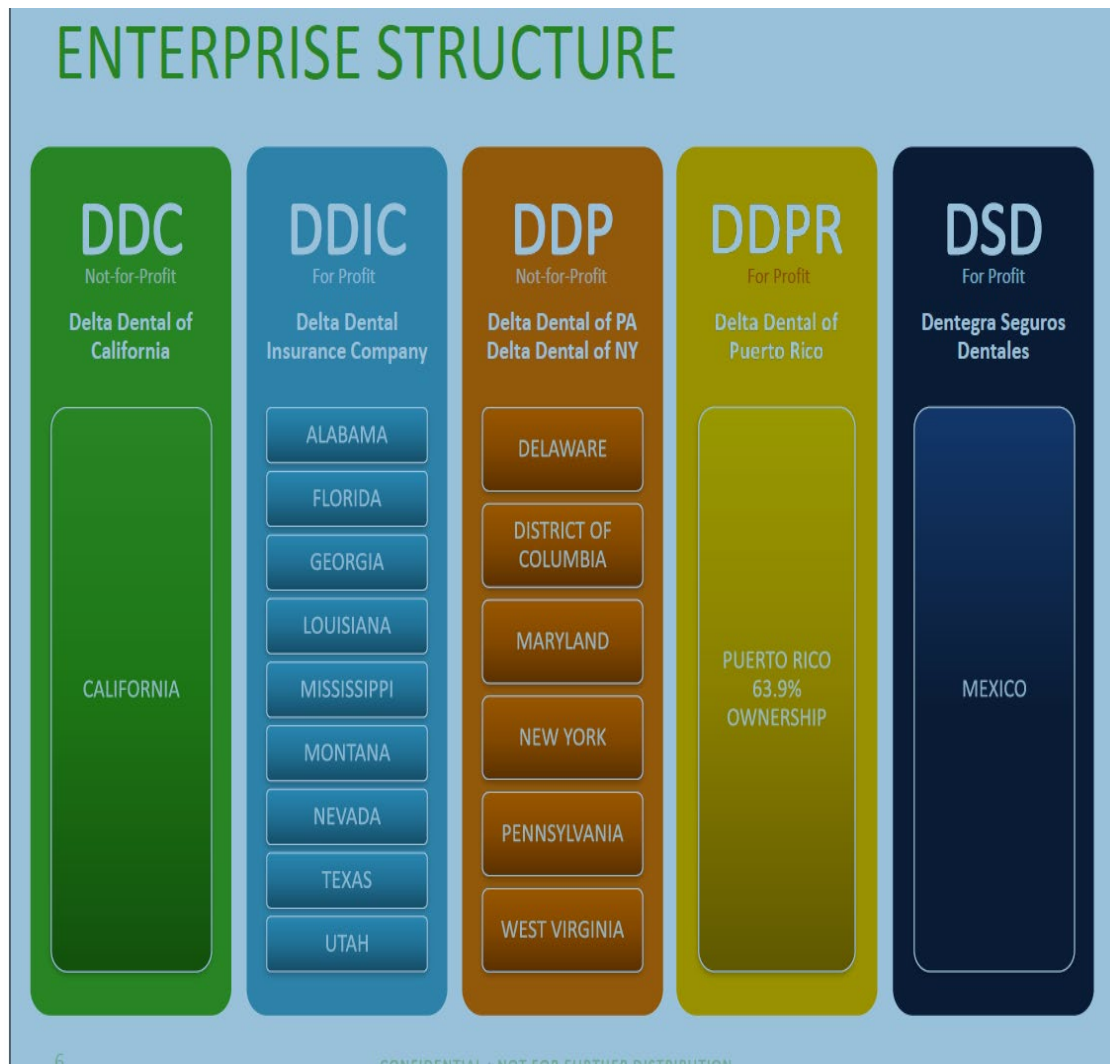 ENTERPRISE STRUCTURE
DDC
Not-for-Profit
Delta Dental of
California
CALIFORNIA
DDIC
For Profit
Delta Dental
Insurance Company
ALABAMA
FLORIDA
GEORGIA
LOUISIANA
MISSISSIPPI
MONTANA
NEVADA
TEXAS
UTAH
DDP
Not-for-Profit
Delta Dental of PA
Delta Dental of NY
DELAWARE
DISTRICT OF
COLUMBIA
MARYLAND
NEW YORK
PENNSYLVANIA
WEST VIRGINIA
DDPR
For Profit
Delta Dental of
Puerto Rico
PUERTO RICO
63.9%
OWNERSHIP
DSD
For Profit
Dentegra Seguros
Dentales
MEXICO
6
CONFIDENTIAL : NOT FOR FURTHER DISTRIBUTION